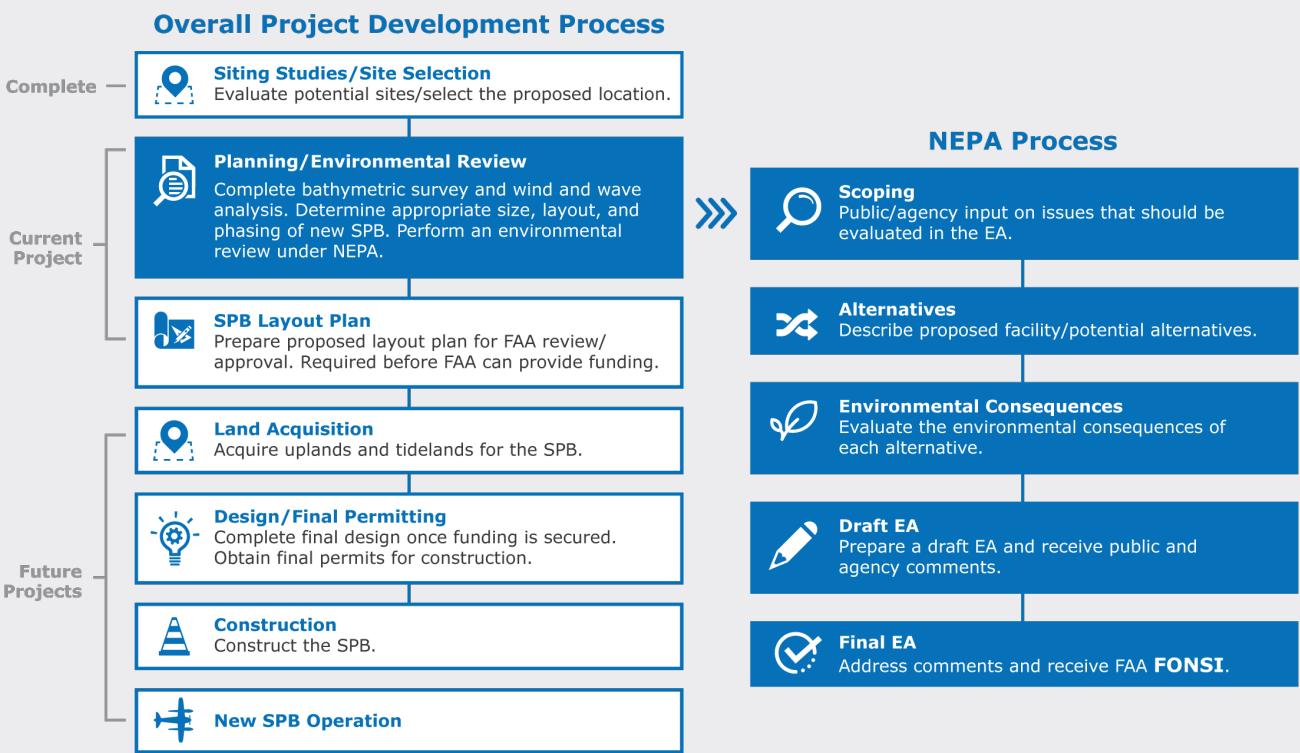 Overall Project Development Process
Complete
Siting Studies/Site Selection
Evaluate potential sites/select the proposed location.
Current
Project
Planning/Environmental Review
Complete bathymetric survey and wind and wave
analysis. Determine appropriate size, layout, and
phasing of new SPB. Perform an environmental
review under NEPA.
SPB Layout Plan
Prepare proposed layout plan for FAA review/
approval. Required before FAA can provide funding.
Future
Projects
Land Acquisition
Acquire uplands and tidelands for the SPB.
Design/Final Permitting
Complete final design once funding is secured.
Obtain final permits for construction.
Construction
Construct the SPB.
New SPB Operation
NEPA Process
Scoping
Public/agency input on issues that should be
evaluated in the EA.
Alternatives
Describe proposed facility/potential alternatives.
Environmental Consequences
Evaluate the environmental consequences of
each alternative.
Draft EA
Prepare a draft EA and receive public and
agency comments.
Final EA
Address comments and receive FAA FONSI.